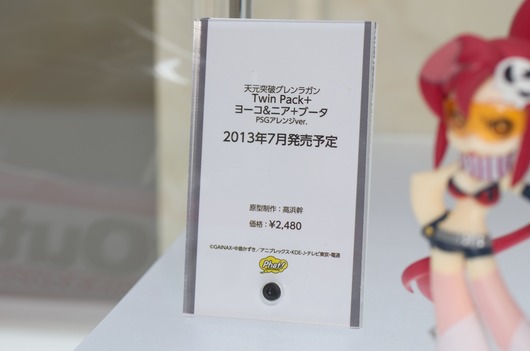 天元突破グレンラガン
Twin Pack+
ヨーコ&ニア+ブータ
PSGアレンジver.
2013年7月発売予定
原型制作：高浜幹
価格：¥2,480
©GAINAX・中島かずき／アニプレックス・KDE-J・テレビ東京・電通
Phat!
Out